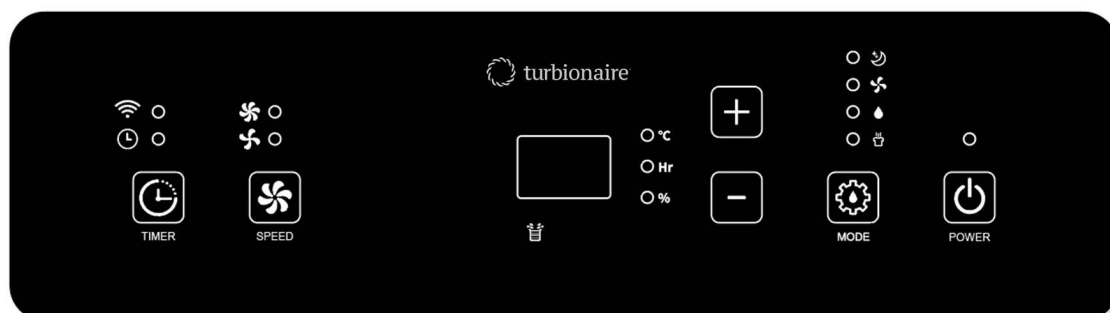 turbionaire
°C
Hr
%
TIMER
SPEED
MODE
POWER